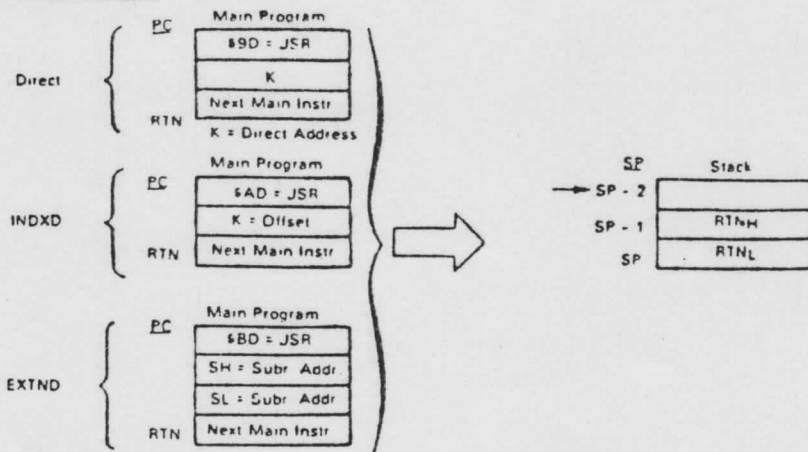 Direct
PC
Main Program
$9D = JSR
K
Next Main Instr
RTN
K = Direct Address
INDXD
PC
Main Program
$AD = JSR
K = Offset
Next Main Instr
RTN
EXTND
PC
Main Program
$BD = JSR
SH = Subr Addr
SL = Subr Addr
Next Main Instr
RTN
SP
Stack
SP - 2
SP - 1
RTNH
SP
RTNL